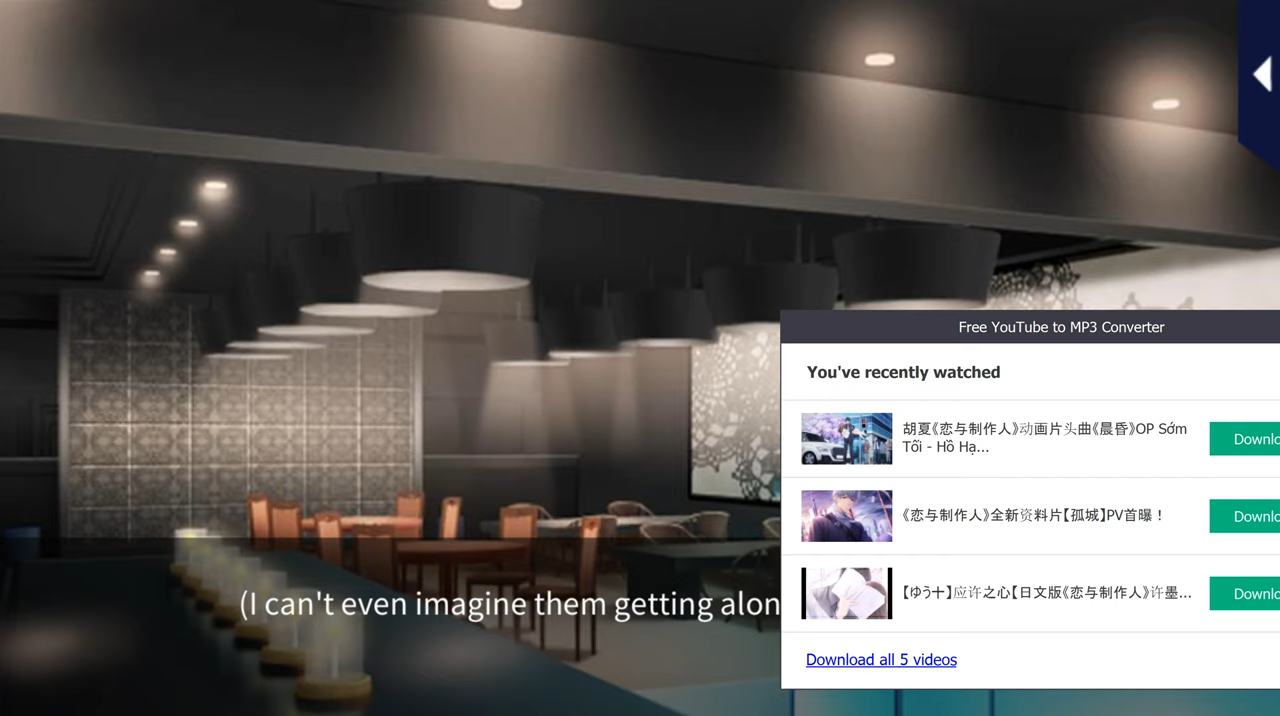 Free YouTube to MP3 Converter
You've recently watched
胡夏《恋与制作人》动画片头曲《晨昏》OP Sớm
Tối - Hồ Hạ...
Downlo
《恋与制作人》全新资料片【孤城】PV首曝！
Downlo
【ゆう十】应许之心【日文版《恋与制作人》许墨...
Downlo
(I can't even imagine them getting alon
Download all 5 videos